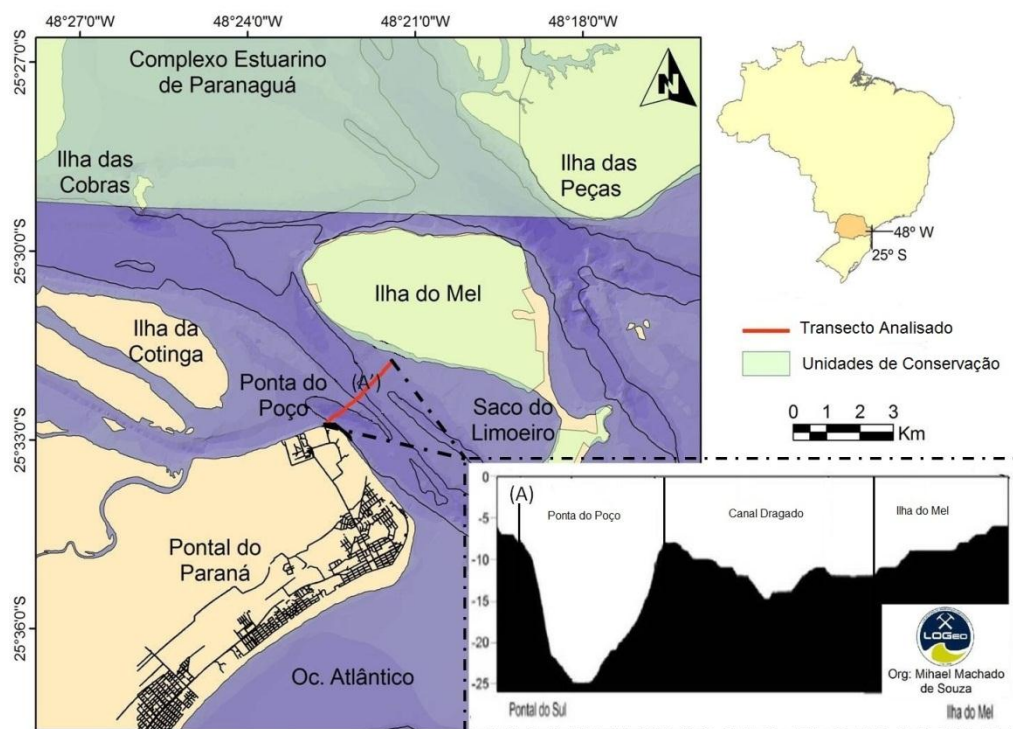 48°27'0"W
48°24'0"W
48°21'0"W
48°18'0"W
25°27'0"S
25°30'0"S
25°33'0"S
25°36'0"S
Complexo Estuarino
de Paranaguá
N
Ilha das
Cobras
Ilha das
Peças
Ilha do Mel
Ilha da
Cotinga
(A')
Ponta do
Poço
Saco do
Limoeiro
Pontal do
Paraná
Oc. Atlântico
48º W
25º S
Transecto Analisado
Unidades de Conservação
0 1 2 3
Km
(A)
Ponta do Poço
Canal Dragado
Ilha do Mel
0
-5
-10
-15
-20
-25
Pontal do Sul
Ilha do Mel
LOGeo
Org: Mihael Machado
de Souza